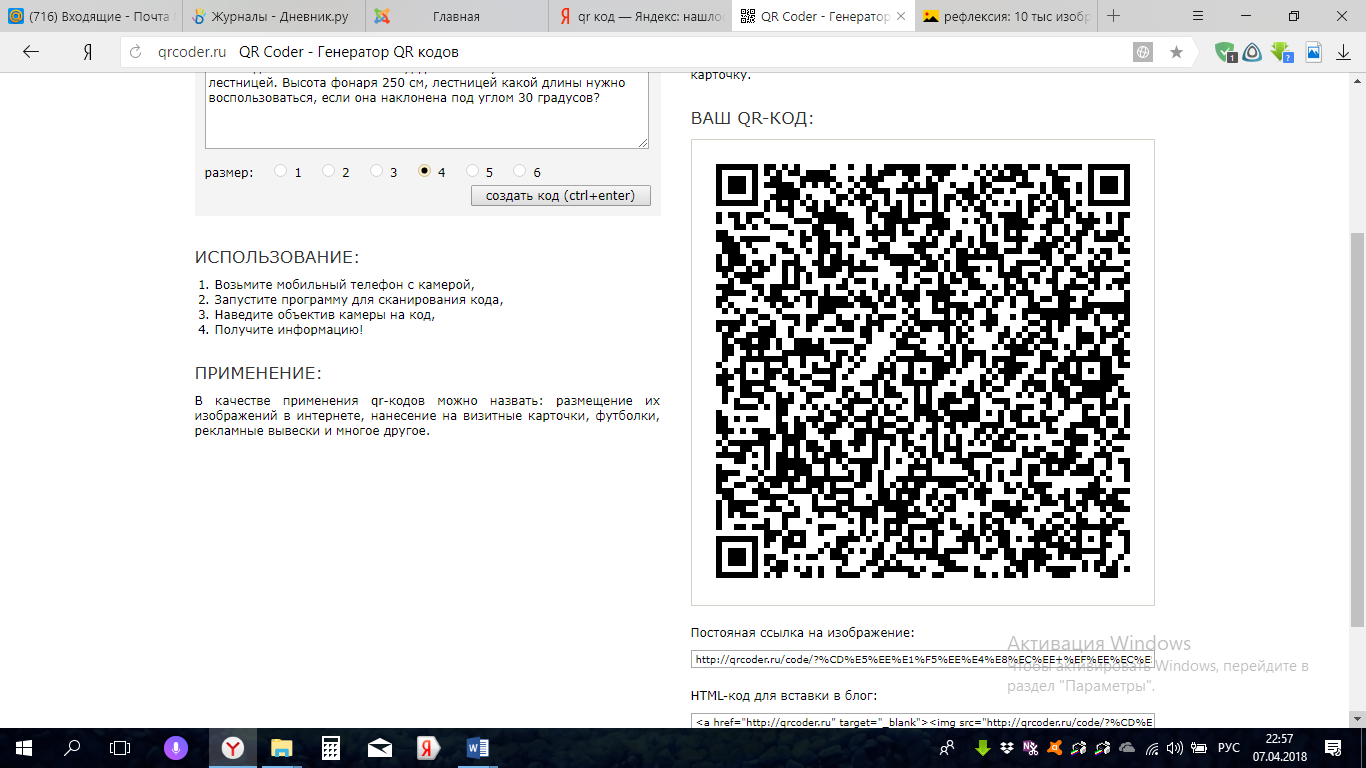 (716) Входящие - Почта
Журналы - Дневник.ру
Главная
qr код — Яндекс: нашлос
QR Coder - Генератор
рефлексия: 10 тыс изобр
qrcoder.ru QR Coder - Генератор QR кодов
лестницей. Высота фонаря 250 см, лестницей какой длины нужно
воспользоваться, если она наклонена под углом 30 градусов?
размер: 1 2 3 4 5 6
создать код (ctrl+enter)
ИСПОЛЬЗОВАНИЕ:
1. Возьмите мобильный телефон с камерой,
2. Запустите программу для сканирования кода,
3. Наведите объектив камеры на код,
4. Получите информацию!
ПРИМЕНЕНИЕ:
В качестве применения qr-кодов можно назвать: размещение их
изображений в интернете, нанесение на визитные карточки, футболки,
рекламные вывески и многое другое.
карточку.
ВАШ QR-КОД:
Постояная ссылка на изображение:
http://qrcoder.ru/code/?%CD%E5%EE%E1%F5%EE%E4%E8%EC%EE+%EF%EE%EC%E
HTML-код для вставки в блог:
<a href="http://qrcoder.ru" target="_blank"><img src="http://qrcoder.ru/code/?%CD%E
Активация Windows
Чтобы активировать Windows, перейдите в
раздел "Параметры".
РУС
22:57
07.04.2018